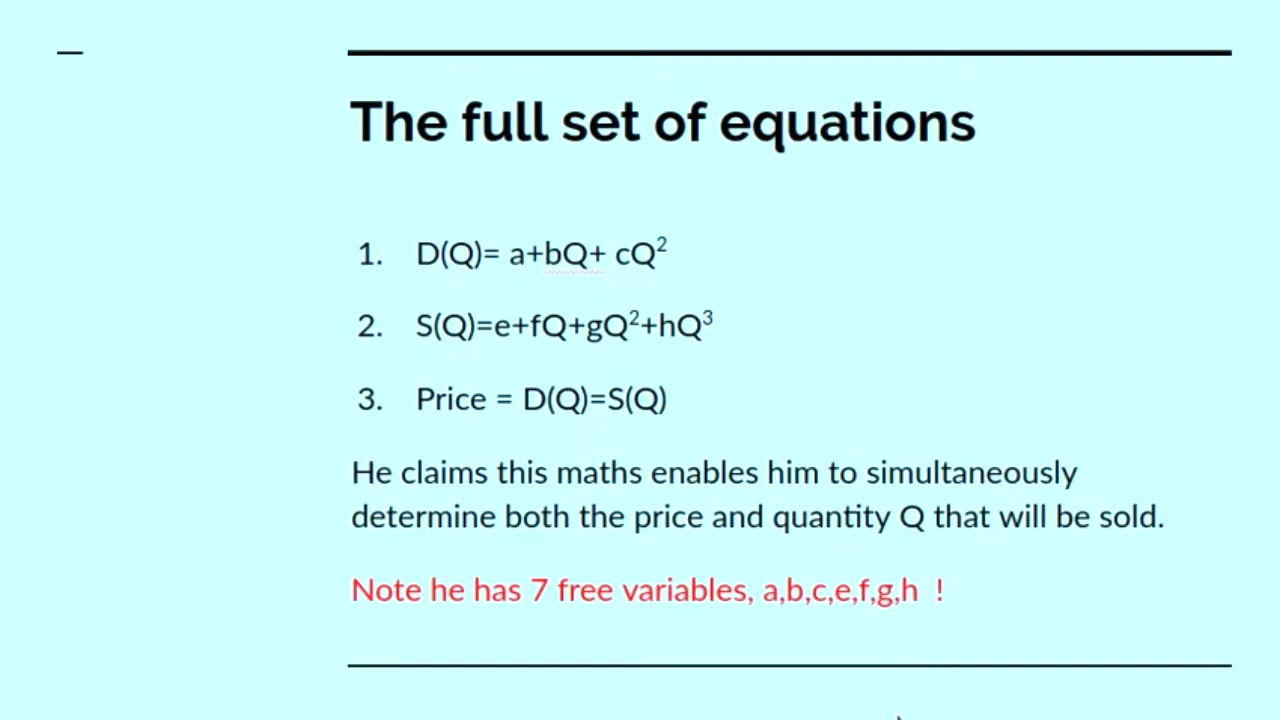 The full set of equations
1. D(Q)= a+bQ+ cQ²
2. S(Q)=e+fQ+gQ²+hQ³
3. Price = D(Q)=S(Q)
He claims this maths enables him to simultaneously
determine both the price and quantity Q that will be sold.
Note he has 7 free variables, a,b,c,e,f,g,h !